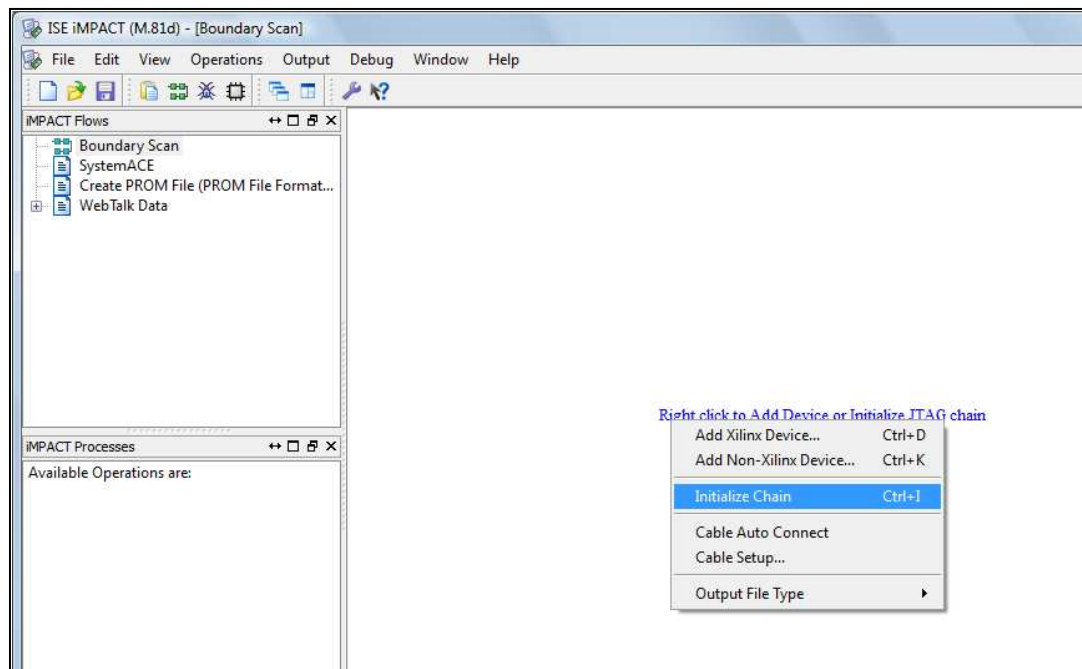 ISE iMPACT (M.81d) - [Boundary Scan]
File Edit View Operations Output Debug Window Help
iMPACT Flows
Boundary Scan
SystemACE
Create PROM File (PROM File Format...
WebTalk Data
Right click to Add Device or Initialize JTAG chain
Add Xilinx Device... Ctrl+D
Add Non-Xilinx Device... Ctrl+K
Initialize Chain Ctrl+I
Cable Auto Connect
Cable Setup...
Output File Type
iMPACT Processes
Available Operations are: